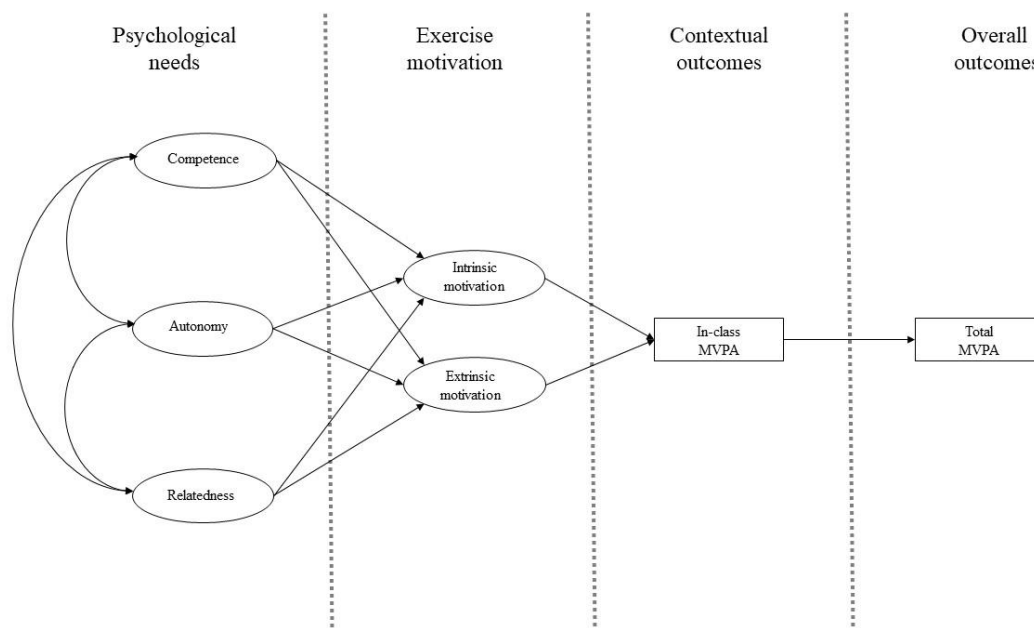 Psychological
needs
Exercise
motivation
Contextual
outcomes
Overall
outcomes
Competence
Autonomy
Relatedness
Intrinsic
motivation
Extrinsic
motivation
In-class
MVPA
Total
MVPA